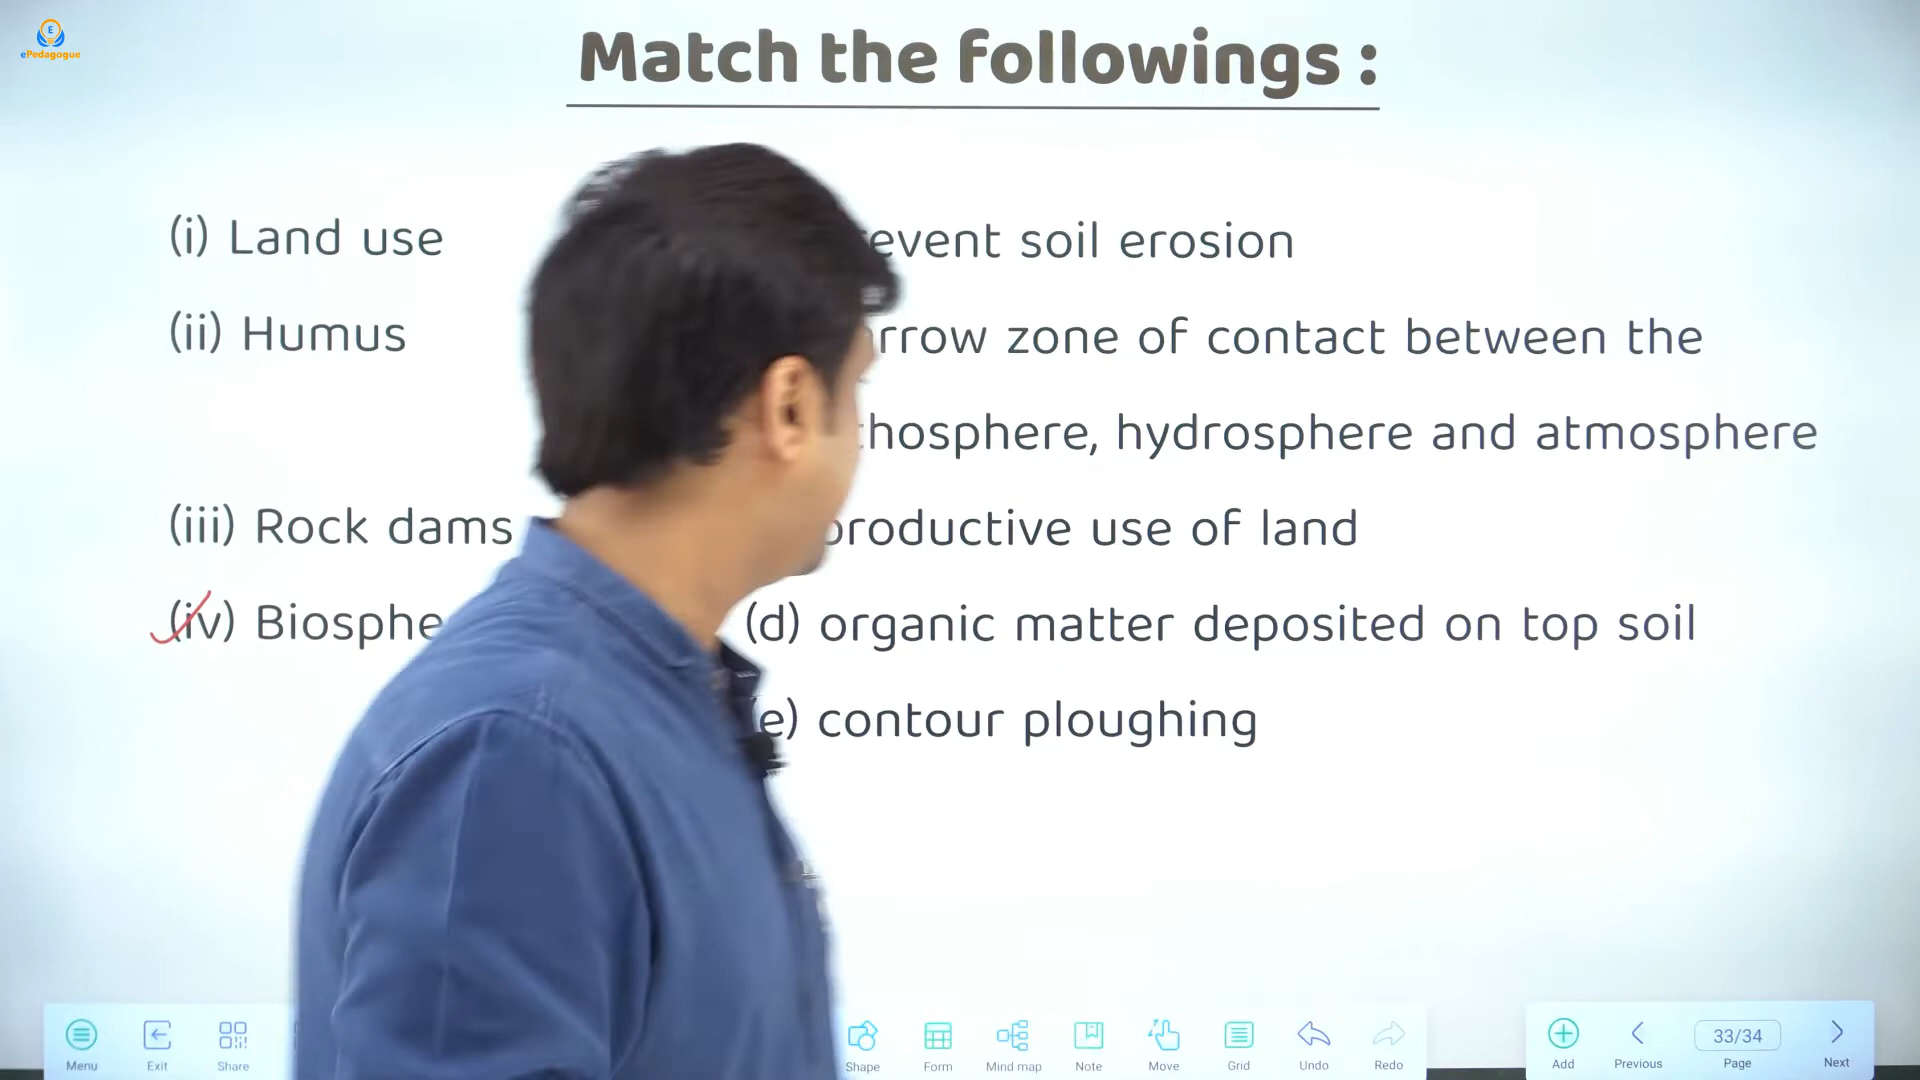 ePedagogue
Match the followings :
(i) Land use
event soil erosion
(ii) Humus
rrow zone of contact between the
hosphere, hydrosphere and atmosphere
(iii) Rock dams
productive use of land
(iv) Biosphe
(d) organic matter deposited on top soil
(e) contour ploughing
Menu Exit Share Shape Form Mind map Note Move Grid Undo Redo Add Previous 33/34 Page Next